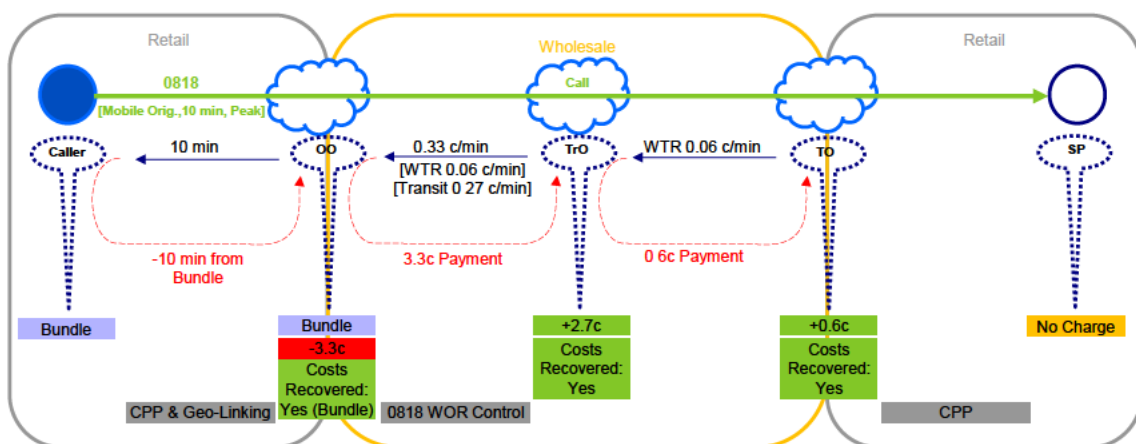 Retail
Wholesale
Retail
0818
Call
[Mobile Orig.,10 min, Peak]
Caller
10 min
OO
0.33 c/min
[WTR 0.06 c/min]
[Transit 0 27 c/min]
TrO
WTR 0.06 c/min
TO
SP
-10 min from
Bundle
3.3c Payment
0 6c Payment
Bundle
Bundle
-3.3c
Costs
Recovered:
Yes (Bundle)
+2.7c
Costs
Recovered:
Yes
+0.6c
Costs
Recovered:
Yes
No Charge
CPP & Geo-Linking
0818 WOR Control
CPP